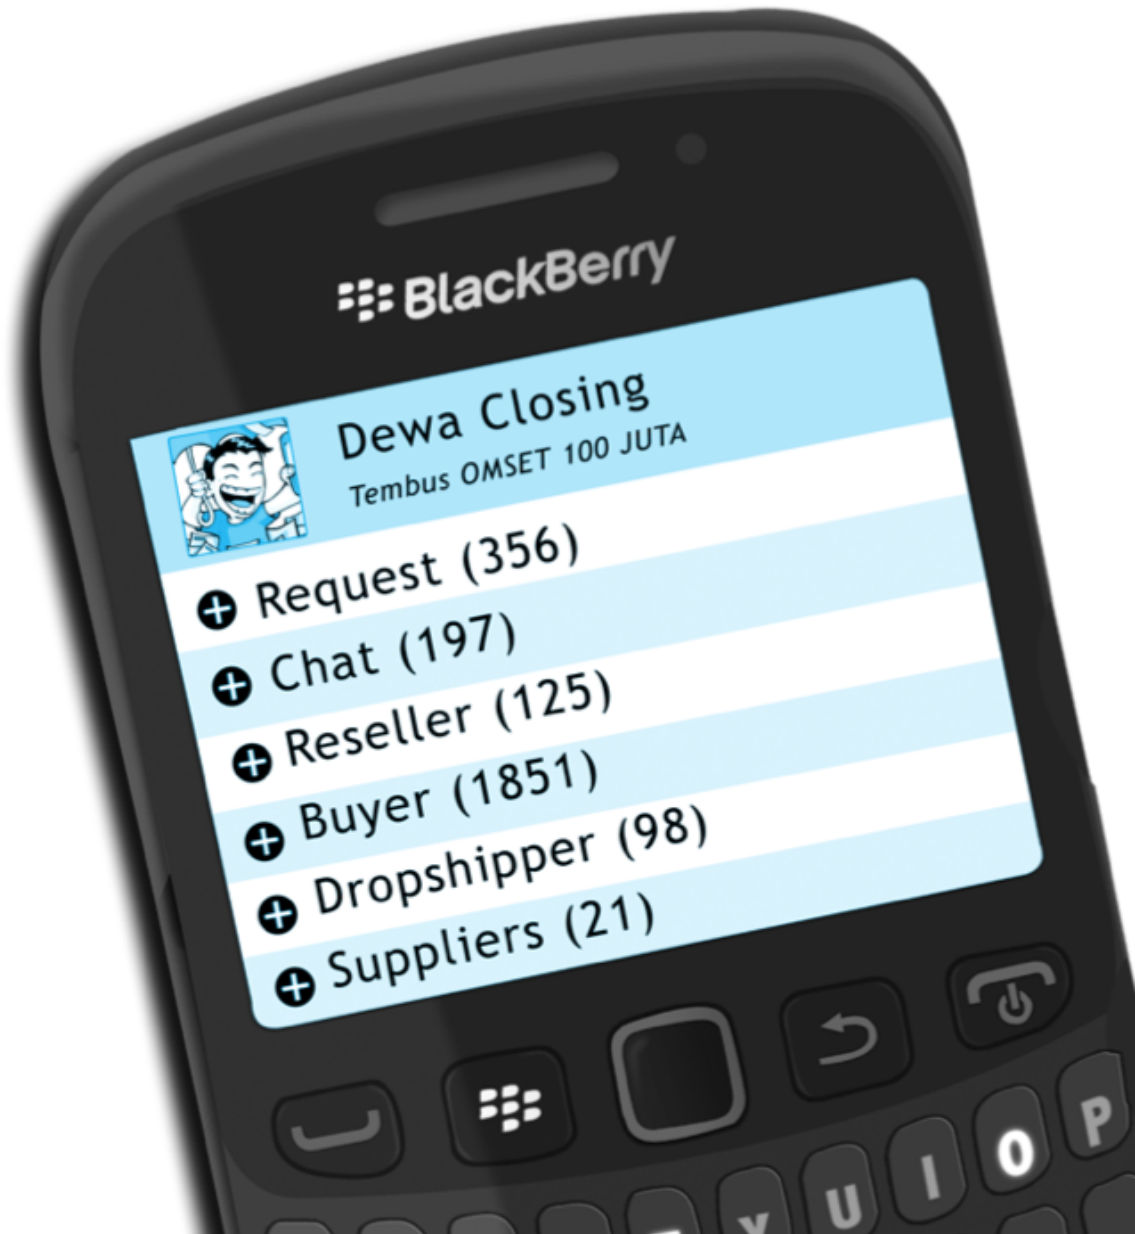 BlackBerry
Dewa Closing
Tembus OMSET 100 JUTA
Request (356)
Chat (197)
Reseller (125)
Buyer (1851)
Dropshipper (98)
Suppliers (21)
Y U I O P